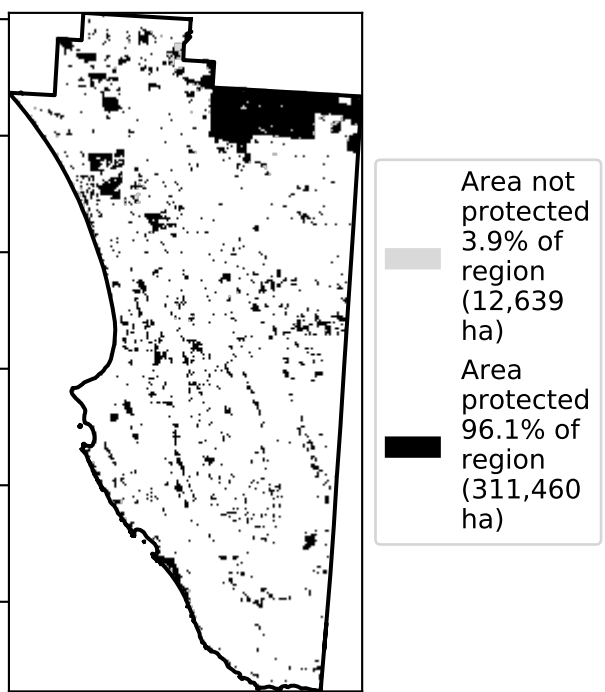 Area not
protected
3.9% of
region
(12,639
ha)
Area
protected
96.1% of
region
(311,460
ha)